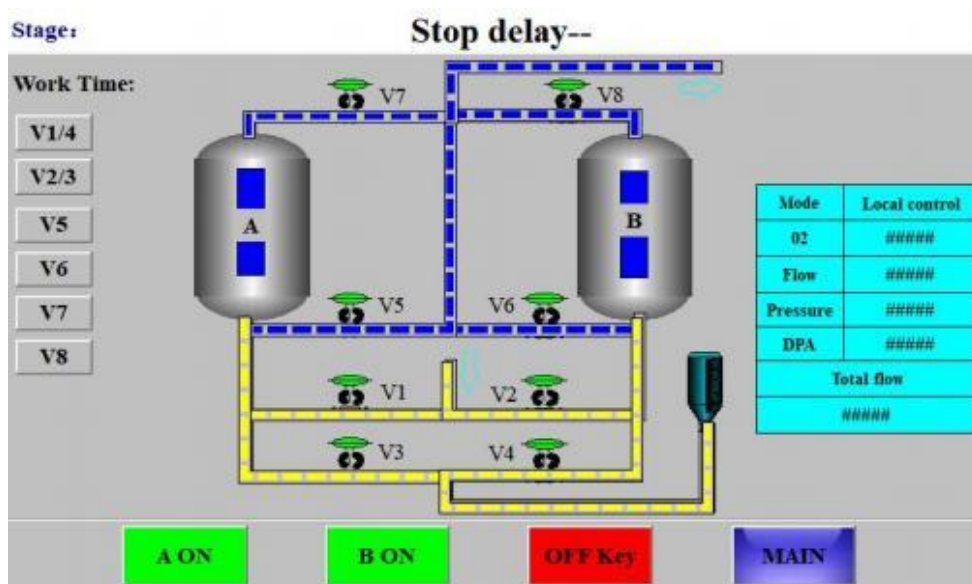 Stage:
Stop delay--
Work Time:
V1/4
V2/3
V5
V6
V7
V8
V7
V8
A
B
V5
V6
V1
V2
V3
V4
Mode Local control
02 #####
Flow #####
Pressure #####
DPA #####
Total flow
#####
A ON
B ON
OFF Key
MAIN